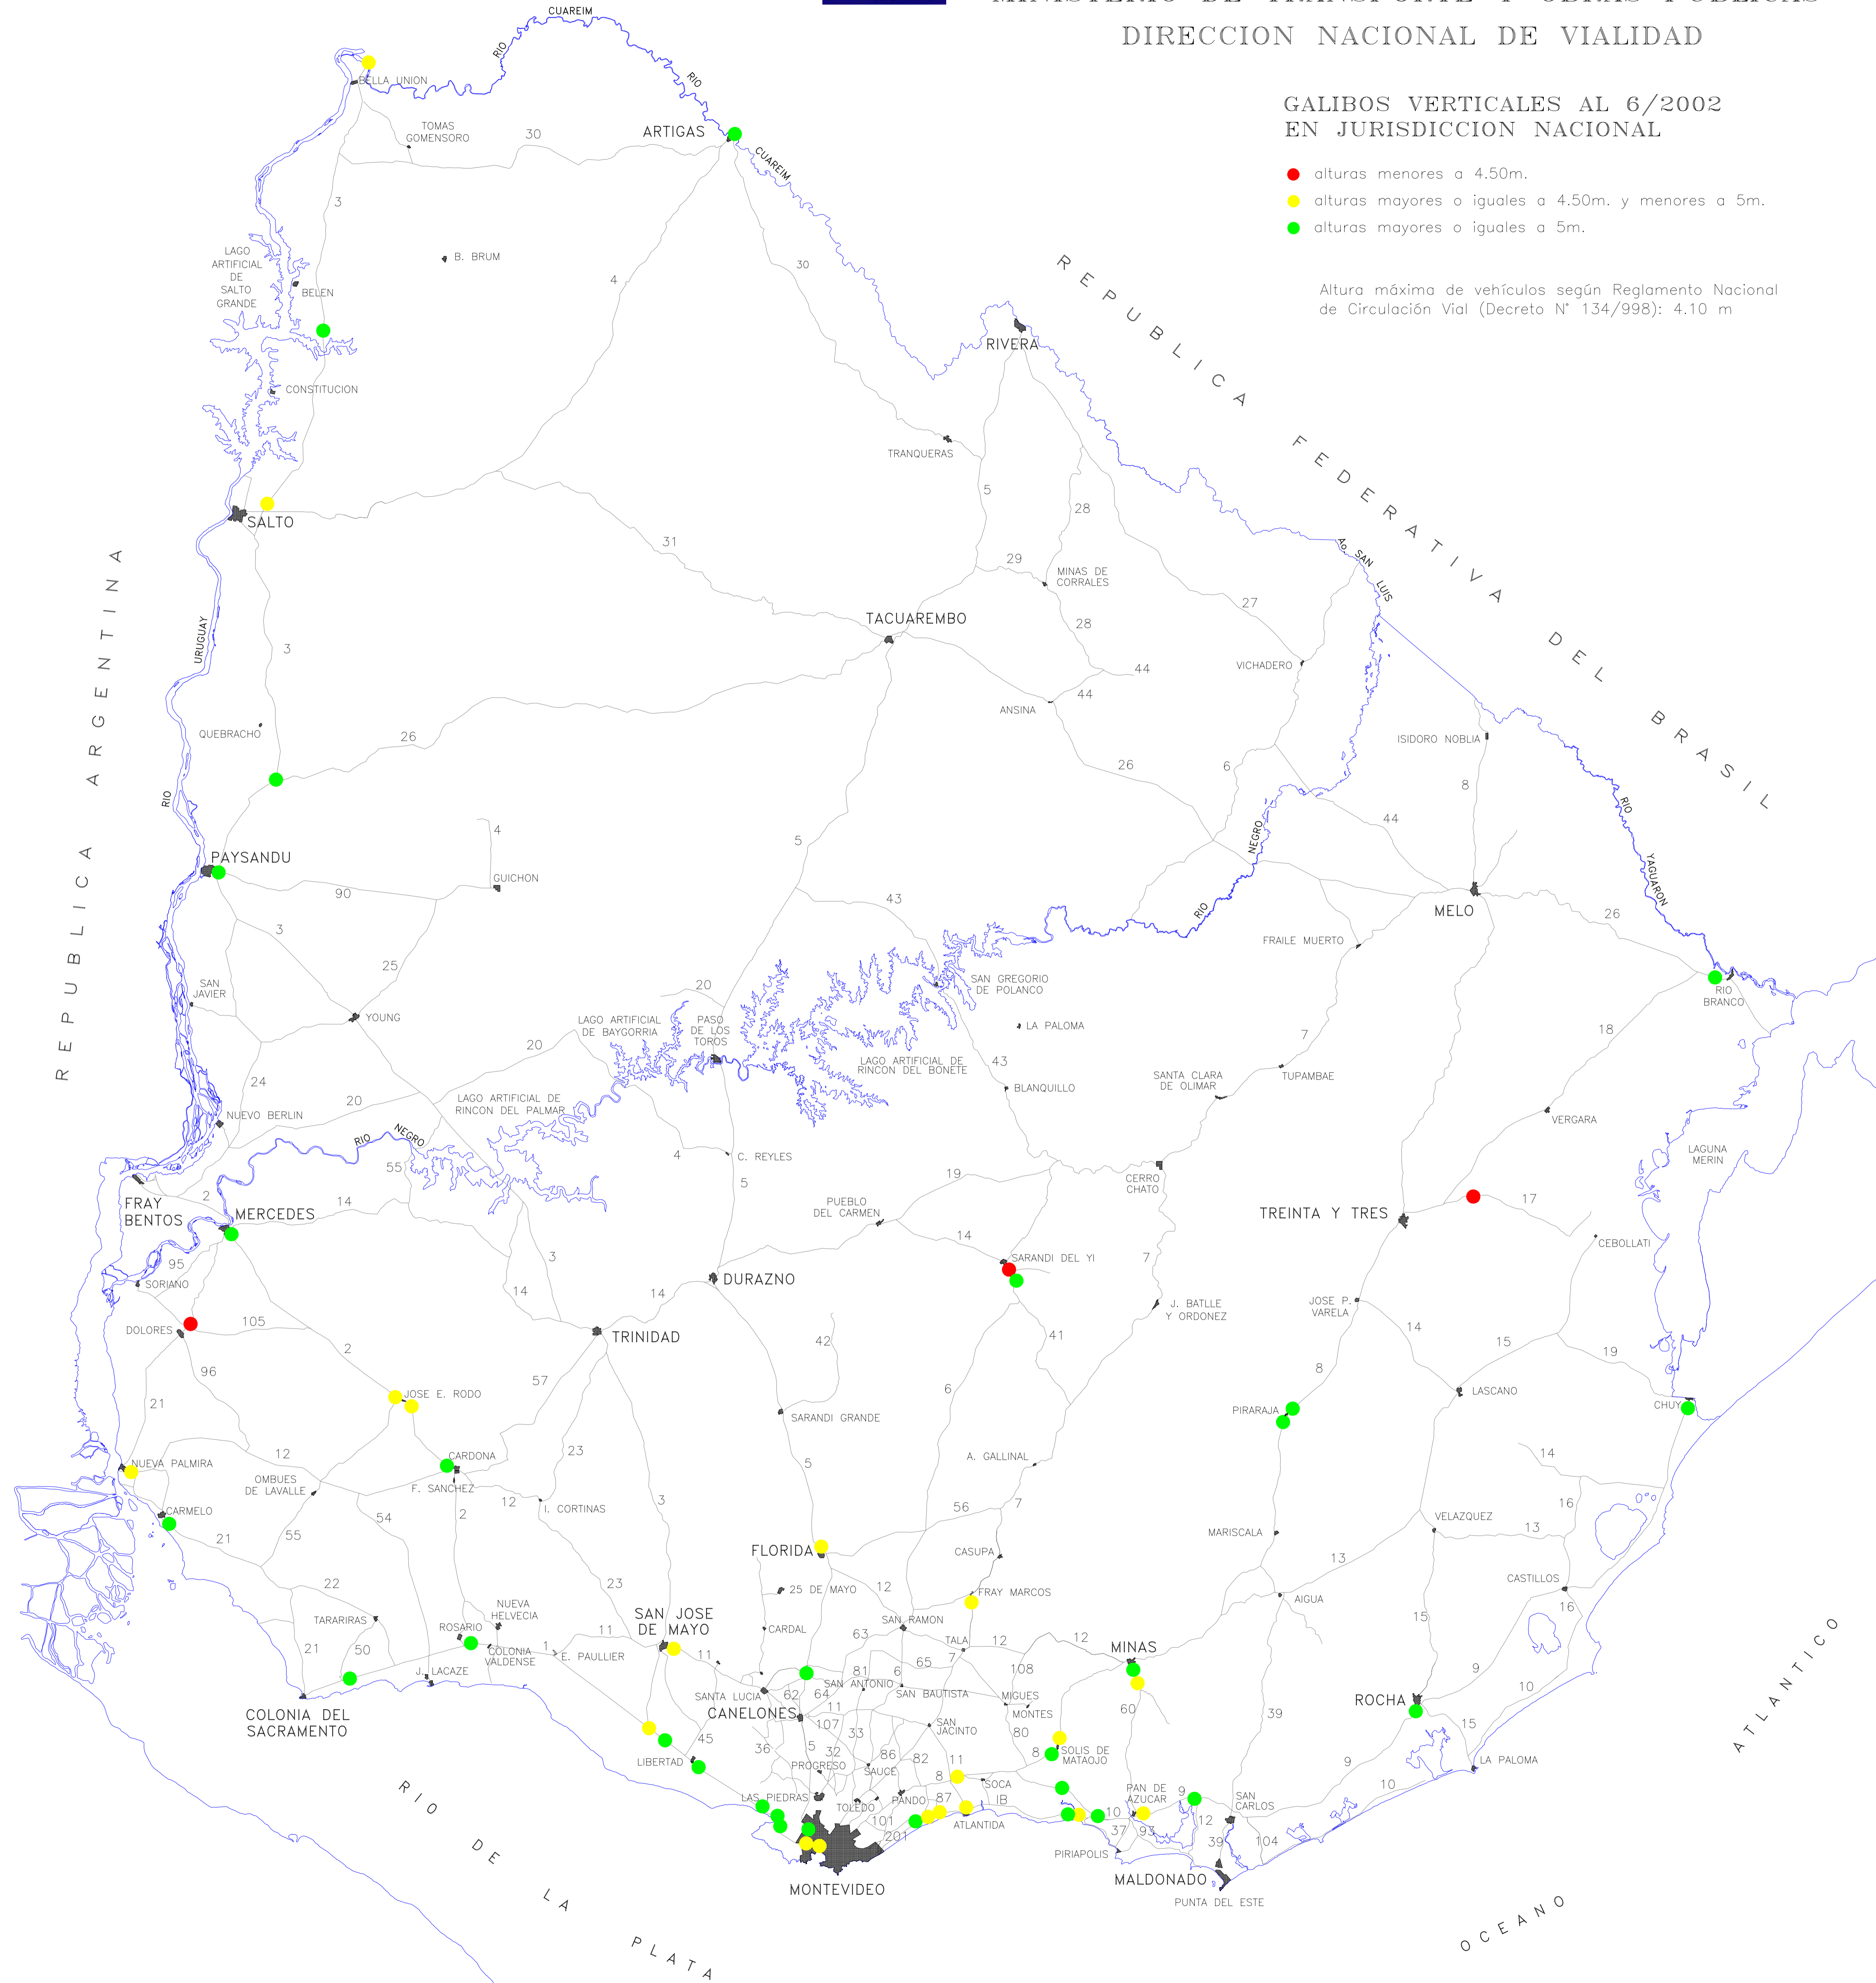 MINISTERIO DE TRANSPORTE Y OBRAS PUBLICAS
DIRECCION NACIONAL DE VIALIDAD
GALIBOS VERTICALES AL 6/2002
EN JURISDICCION NACIONAL
alturas menores a 4.50m.
alturas mayores o iguales a 4.50m. y menores a 5m.
alturas mayores o iguales a 5m.
Altura máxima de vehículos según Reglamento Nacional
de Circulación Vial (Decreto N° 134/998): 4.10 m
RIO
CUAREIM
RIO
CUAREIM
BELLA UNION
TOMAS
GOMENSORO
30
ARTIGAS
3
LAGO
ARTIFICIAL
DE
SALTO
GRANDE
BELEN
B. BRUM
4
30
CONSTITUCION
REPUBLICA FEDERATIVA DEL BRASIL
RIVERA
TRANQUERAS
5
28
SALTO
31
29
MINAS DE
CORRALES
Ao. SAN LUIS
27
REPUBLICA ARGENTINA
RIO
URUGUAY
3
TACUAREMBO
28
44
44
VICHADERO
ANSINA
QUEBRACHO
26
26
6
ISIDORO NOBLIA
8
44
RIO
YAGUARON
PAYSANDU
4
GUICHON
90
5
43
RIO
NEGRO
MELO
26
3
25
FRAILE MUERTO
SAN
JAVIER
YOUNG
20
SAN GREGORIO
DE POLANCO
RIO
BRANCO
LAGO ARTIFICIAL
DE BAYGORRIA
PASO
DE LOS
TOROS
LA PALOMA
7
18
20
LAGO ARTIFICIAL DE
RINCON DEL BONETE
43
BLANQUILLO
SANTA CLARA
DE OLIMAR
TUPAMBAE
24
20
LAGO ARTIFICIAL DE
RINCON DEL PALMAR
NUEVO BERLIN
RIO
NEGRO
VERGARA
55
4
C. REYLES
5
LAGUNA
MERIN
FRAY
BENTOS
2
MERCEDES
14
19
PUEBLO
DEL CARMEN
CERRO
CHATO
TREINTA Y TRES
17
CEBOLLATI
95
SORIANO
3
14
SARANDI DEL YI
7
DURAZNO
14
14
DOLORES
105
2
TRINIDAD
42
41
J. BATLLE
Y ORDONEZ
JOSE P.
VARELA
14
15
19
96
21
JOSE E. RODO
57
6
8
LASCANO
CHUY
SARANDI GRANDE
PIRARAJA
NUEVA PALMIRA
12
OMBUES
DE LAVALLE
CARDONA
F. SANCHEZ
23
5
A. GALLINAL
14
CARMELO
21
55
54
2
12
I. CORTINAS
3
56
7
MARISCALA
VELAZQUEZ
13
16
FLORIDA
CASUPA
13
22
23
25 DE MAYO
12
FRAY MARCOS
AIGUA
CASTILLOS
16
TARARIRAS
NUEVA
HELVECIA
SAN JOSE
DE MAYO
SAN RAMON
ROSARIO
COLONIA
VALDENSE
11
1
E. PAULLIER
CARDAL
63
TALA
12
12
MINAS
15
21
50
11
81
6
65
7
108
J. LACAZE
SAN ANTONIO
SANTA LUCIA
62
64
SAN BAUTISTA
MIGUES
MONTES
60
39
ROCHA
9
10
COLONIA DEL
SACRAMENTO
CANELONES
11
107
33
SAN
JACINTO
80
15
45
36
5
32
86
82
11
8
SOLIS DE
MATAOJO
9
LIBERTAD
PROGRESO
SAUCE
8
SOCA
LA PALOMA
LAS PIEDRAS
TOLEDO
PANDO
87
IB
PAN DE
AZUCAR
9
SAN
CARLOS
10
101
201
ATLANTIDA
10
37
93
12
39
104
PIRIAPOLIS
MONTEVIDEO
MALDONADO
PUNTA DEL ESTE
RIO DE LA PLATA
OCEANO
ATLANTICO